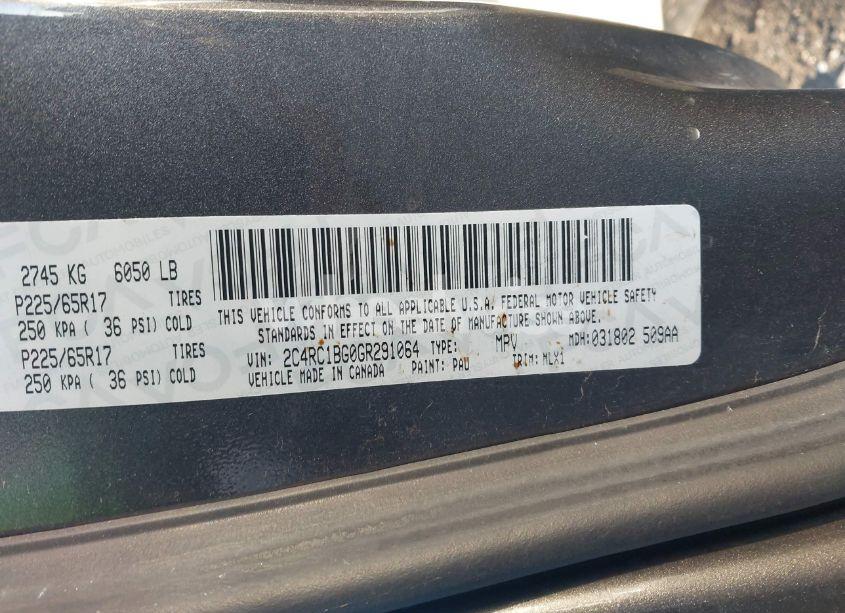 2745 KG 6050 LB
P225/65R17 TIRES
250 KPA ( 36 PSI) COLD
P225/65R17 TIRES
250 KPA ( 36 PSI) COLD
THIS VEHICLE CONFORMS TO ALL APPLICABLE U.S.A. FEDERAL MOTOR VEHICLE SAFETY
STANDARDS IN EFFECT ON THE DATE OF MANUFACTURE SHOWN ABOVE.
VIN: 2C4RC1BG0GR291064 TYPE: MPV MDH: 031802 509AA
VEHICLE MADE IN CANADA PAINT: PAU TRIM: MLX1